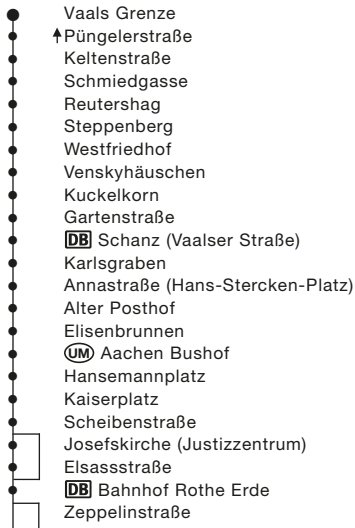 Vaals Grenze
Püngelerstraße
Keltenstraße
Schmiedgasse
Reutershag
Steppenberg
Westfriedhof
Venskyhäuschen
Kuckelkorn
Gartenstraße
DB Schanz (Vaalser Straße)
Karlsgraben
Annastraße (Hans-Stercken-Platz)
Alter Posthof
Elisenbrunnen
UM Aachen Bushof
Hansemannplatz
Kaiserplatz
Scheibenstraße
Josefskirche (Justizzentrum)
Elsassstraße
DB Bahnhof Rothe Erde
Zeppelinstraße